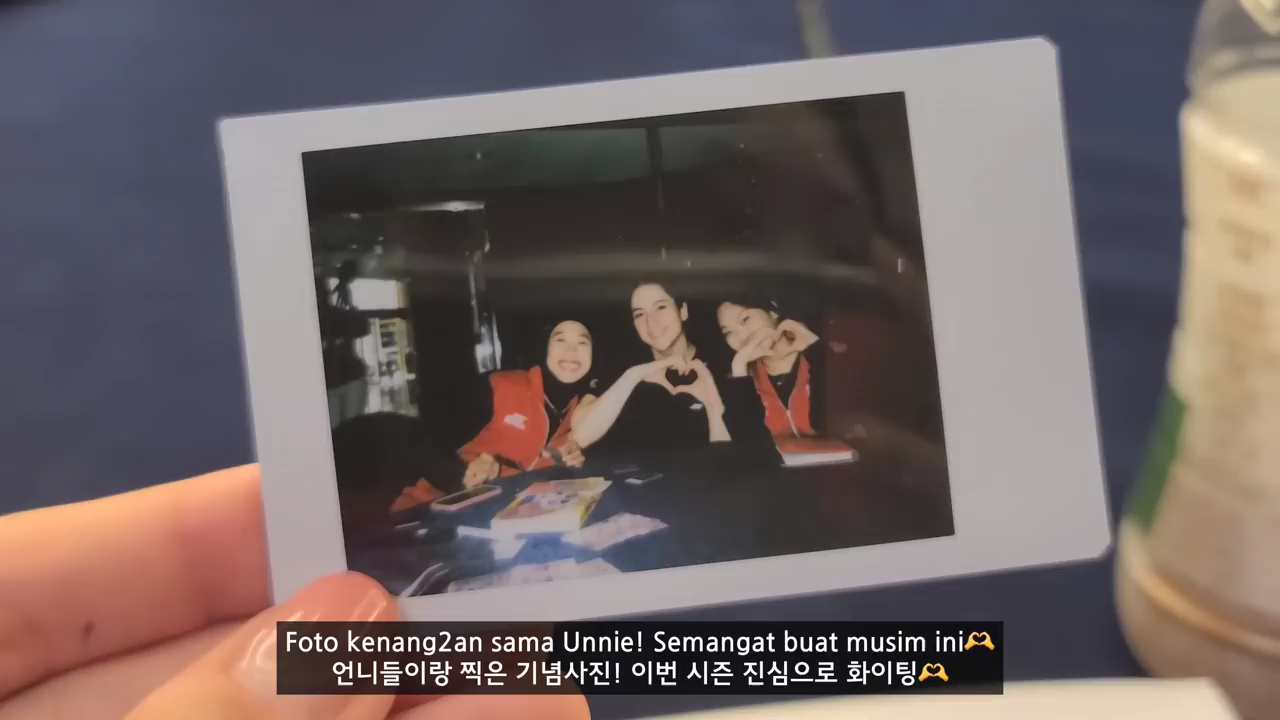 Foto kenang2an sama Unnie! Semangat buat musim ini🫶
언니들이랑 찍은 기념사진! 이번 시즌 진심으로 화이팅🫶